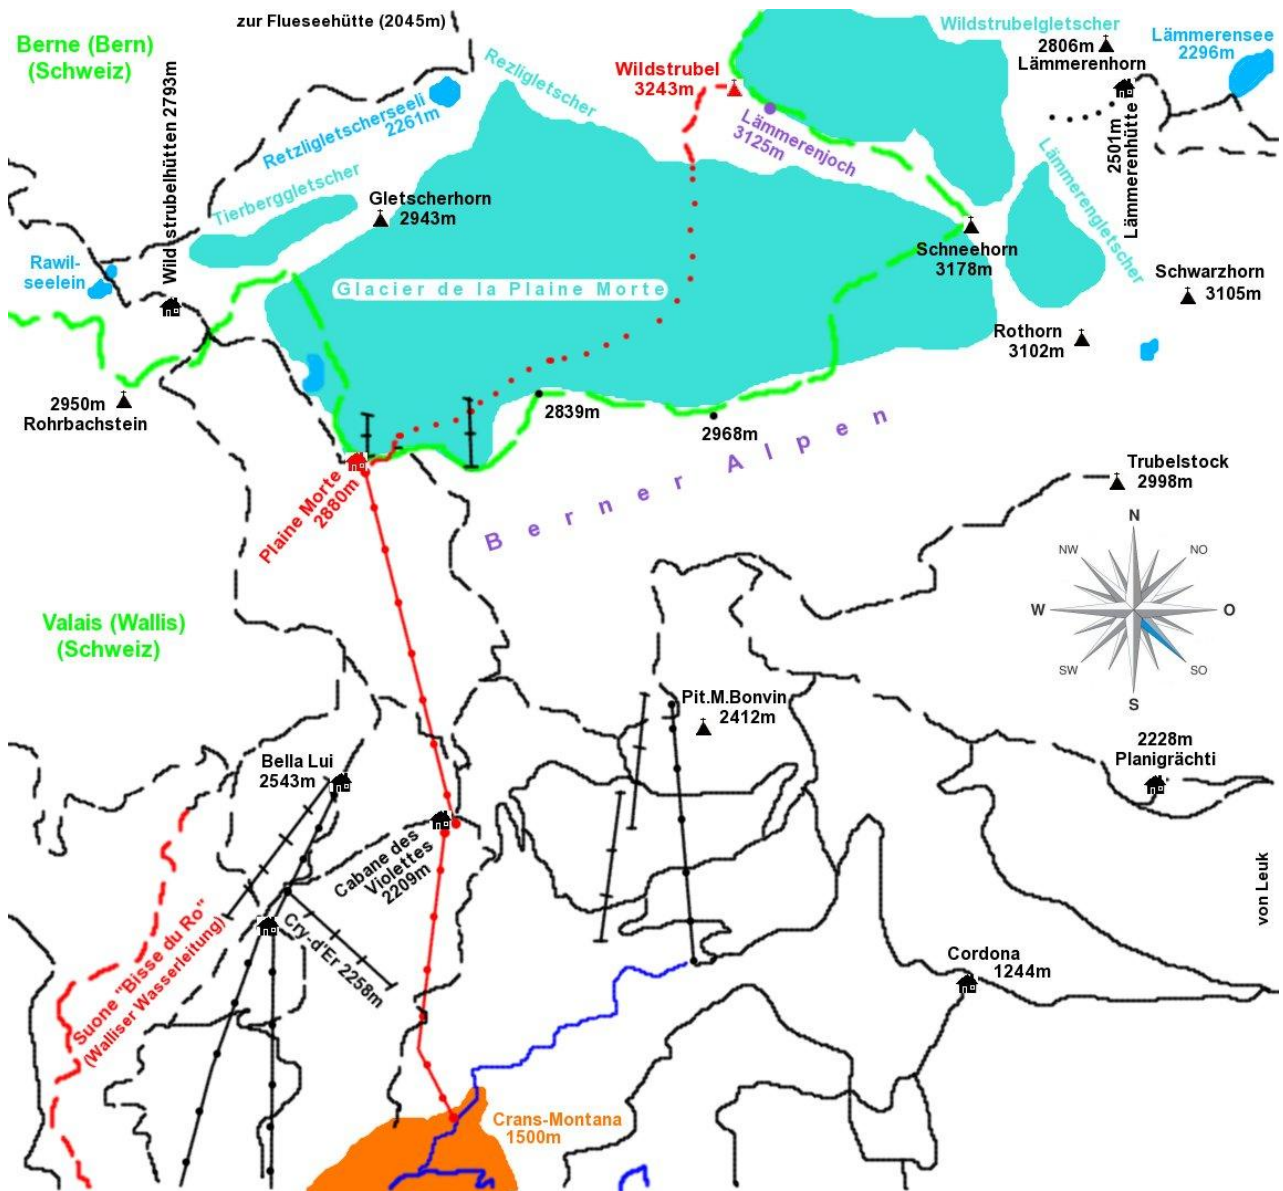 zur Flueseehütte (2045m)
Berne (Bern)
(Schweiz)
Wildstrubelhütten 2793m
Retzligletscherseeli
2261m
Rezligletscher
Tierberggletscher
Gletscherhorn
2943m
Wildstrubel
3243m
Lämmerenjoch
3125m
Wildstrubelgletscher
2806m
Lämmerenhorn
Lämmerensee
2296m
2501m
Lämmerenhütte
Lämmerengletscher
Rawil-
seelein
Glacier de la Plaine Morte
Schneehorn
3178m
Schwarzhorn
3105m
Rothorn
3102m
2950m
Rohrbachstein
2839m
2968m
Berner Alpen
Plaine Morte
2880m
Trubelstock
2998m
N
NW
NO
W
O
SW
SO
S
Valais (Wallis)
(Schweiz)
Pit.M.Bonvin
2412m
2228m
Planigrächti
Bella Lui
2543m
Cabane des
Violettes
2209m
Cry-d'Er 2258m
Suone "Bisse du Ro"
(Walliser Wasserleitung)
von Leuk
Cordona
1244m
Crans-Montana
1500m